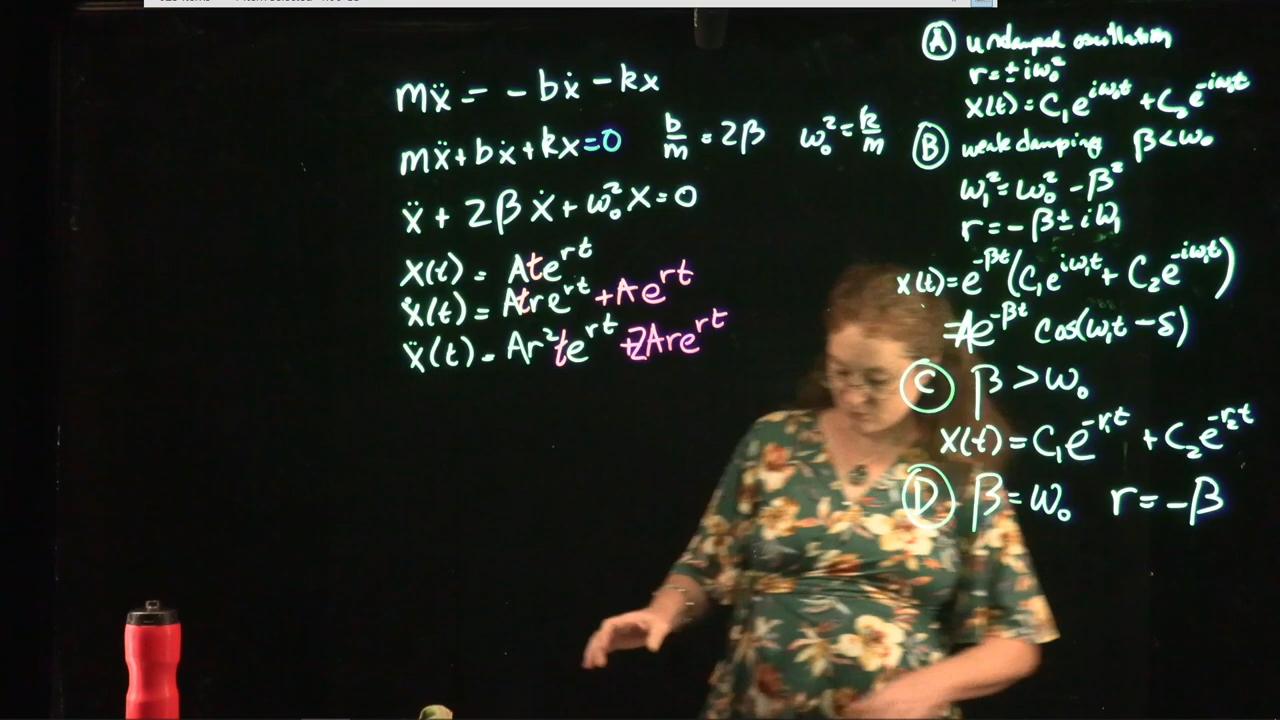 mẍ = - bẋ - kx
mẍ + bẋ + kx = 0 b/m = 2β ω₀² = k/m
ẍ + 2βẋ + ω₀²x = 0
x(t) = Ate^{rt}
ẋ(t) = Atre^{rt} + Ae^{rt}
ẍ(t) = Ar²te^{rt} + 2Are^{rt}
Ⓐ undamped oscillation
r = ± iω₀²
x(t) = C₁e^{iω₀t} + C₂e^{-iω₀t}
Ⓑ weak damping β < ω₀
ω₁² = ω₀² - β²
r = - β ± iω₁
x(t) = e^{-βt}(C₁e^{iω₁t} + C₂e^{-iω₁t})
= Ae^{-βt} cos(ω₁t - δ)
Ⓒ β > ω₀
x(t) = C₁e^{-r₁t} + C₂e^{-r₂t}
Ⓓ β = ω₀ r = -β